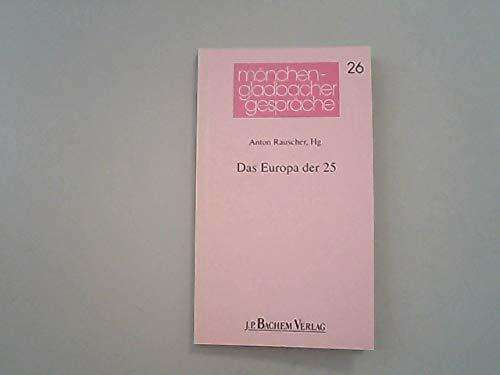 mönchen-
gladbacher
gespräche
26
Anton Rauscher, Hg.
Das Europa der 25
J.P. BACHEM VERLAG